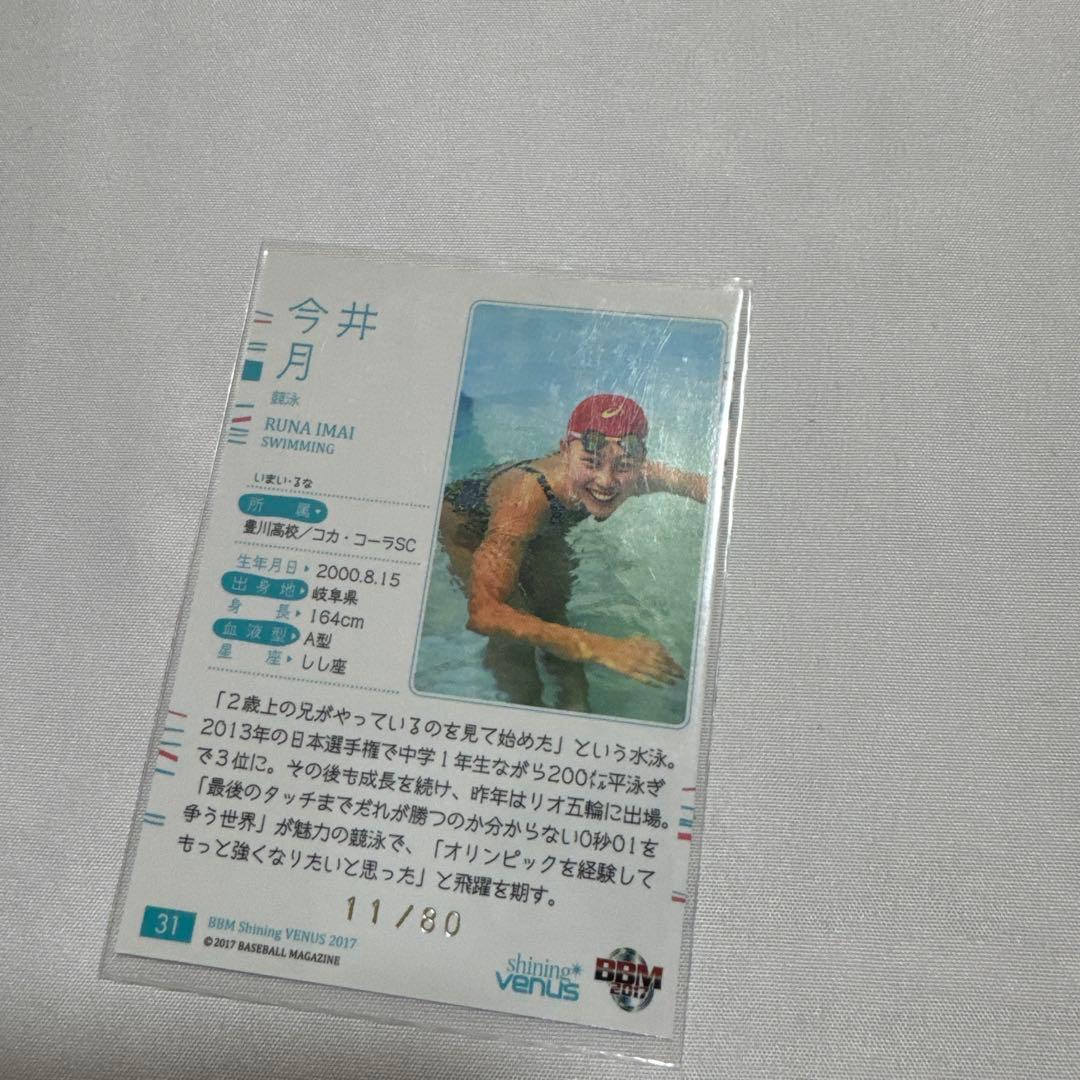 今井
月
競泳
RUNA IMAI
SWIMMING
いまい・るな
所属
豊川高校／コカ・コーラSC
生年月日 2000.8.15
出身地 岐阜県
身長 164cm
血液型 A型
星座 しし座
「2歳上の兄がやっているのを見て始めた」という水泳。
2013年の日本選手権で中学1年生ながら200㍍平泳ぎ
で3位に。その後も成長を続け、昨年はリオ五輪に出場。
「最後のタッチまでだれが勝つのか分からない0秒01を
争う世界」が魅力の競泳で、「オリンピックを経験して
もっと強くなりたいと思った」と飛躍を期す。
11/80
31
BBM Shining VENUS 2017
©2017 BASEBALL MAGAZINE
shining
venus
BBM
2017